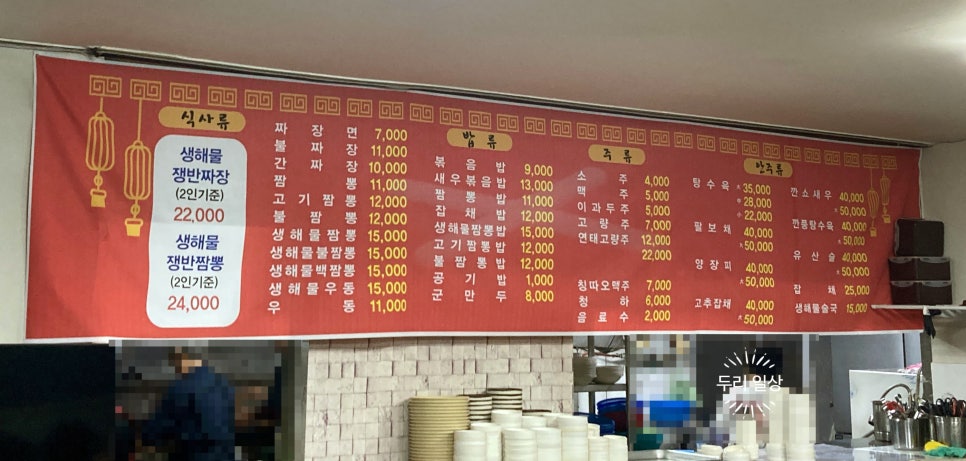 식사류
생해물
쟁반짜장
(2인기준)
22,000
생해물
쟁반짬뽕
(2인기준)
24,000
짜장면 7,000
불짜장 11,000
간짜장 10,000
짬뽕 11,000
고기짬뽕 12,000
불짬뽕 12,000
생해물짬뽕 15,000
생해물불짬뽕 15,000
생해물백짬뽕 15,000
생해물우동 15,000
우동 11,000
밥류
볶음밥 9,000
새우볶음밥 13,000
짬뽕밥 11,000
잡채밥 12,000
생해물짬뽕밥 15,000
고기짬뽕밥 12,000
불짬뽕밥 12,000
공기밥 1,000
군만두 8,000
주류
소주 4,000
맥주 5,000
이과두주 5,000
고량주 7,000
연태고량주 12,000
22,000
칭따오맥주 7,000
청하 6,000
음료수 2,000
안주류
탕수육 大 35,000
中 28,000
小 22,000
팔보채 40,000
大 50,000
양장피 40,000
大 50,000
고추잡채 40,000
大 50,000
깐쇼새우 40,000
大 50,000
깐풍탕수육 40,000
大 50,000
유산슬 40,000
大 50,000
잡채 25,000
생해물술국 15,000
두리 일상